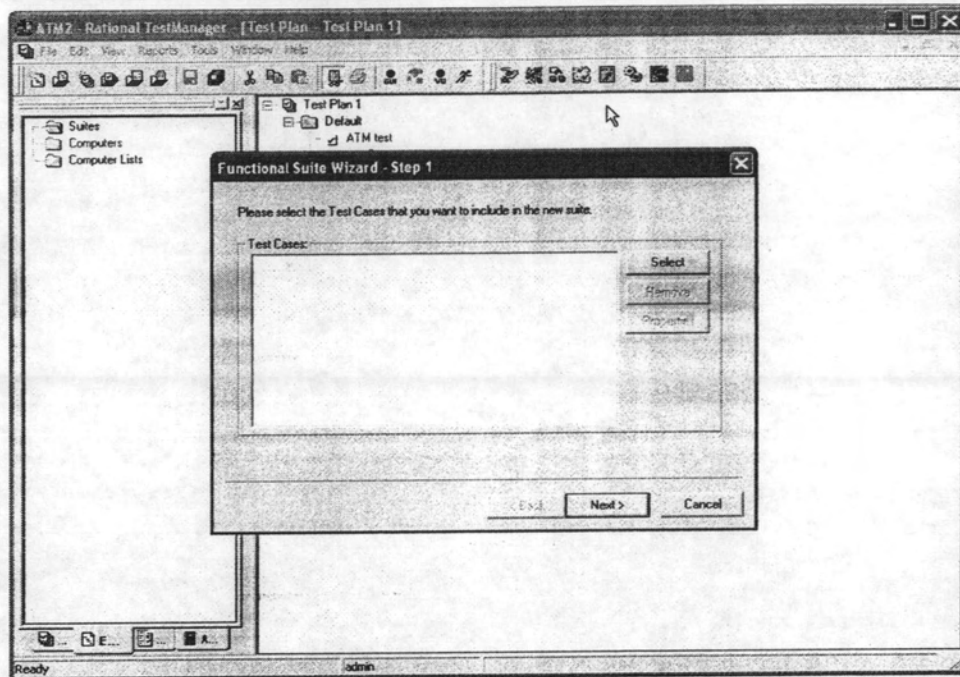 ATM2 - Rational TestManager - [Test Plan - Test Plan 1]
File Edit View Reports Tools Window Help
Suites
Computers
Computer Lists
Test Plan 1
Default
ATM test
Functional Suite Wizard - Step 1
Please select the Test Cases that you want to include in the new suite.
Test Cases:
Select
Remove
< Back
Next >
Cancel
E...
A...
Ready
admin